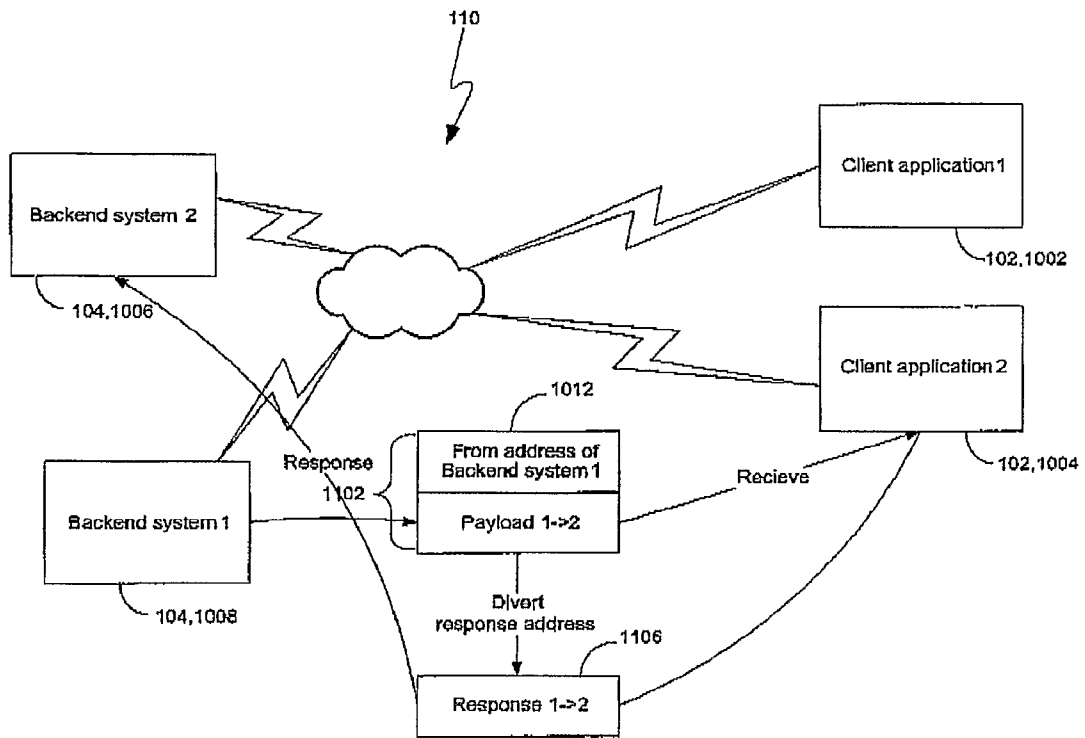 110
Client application 1
Backend system 2
102,1002
104,1006
Client application 2
1012
From address of
Backend system 1
Response
1102
Recieve
102,1004
Backend system 1
Payload 1->2
104,1008
Divert
response address
1106
Response 1->2